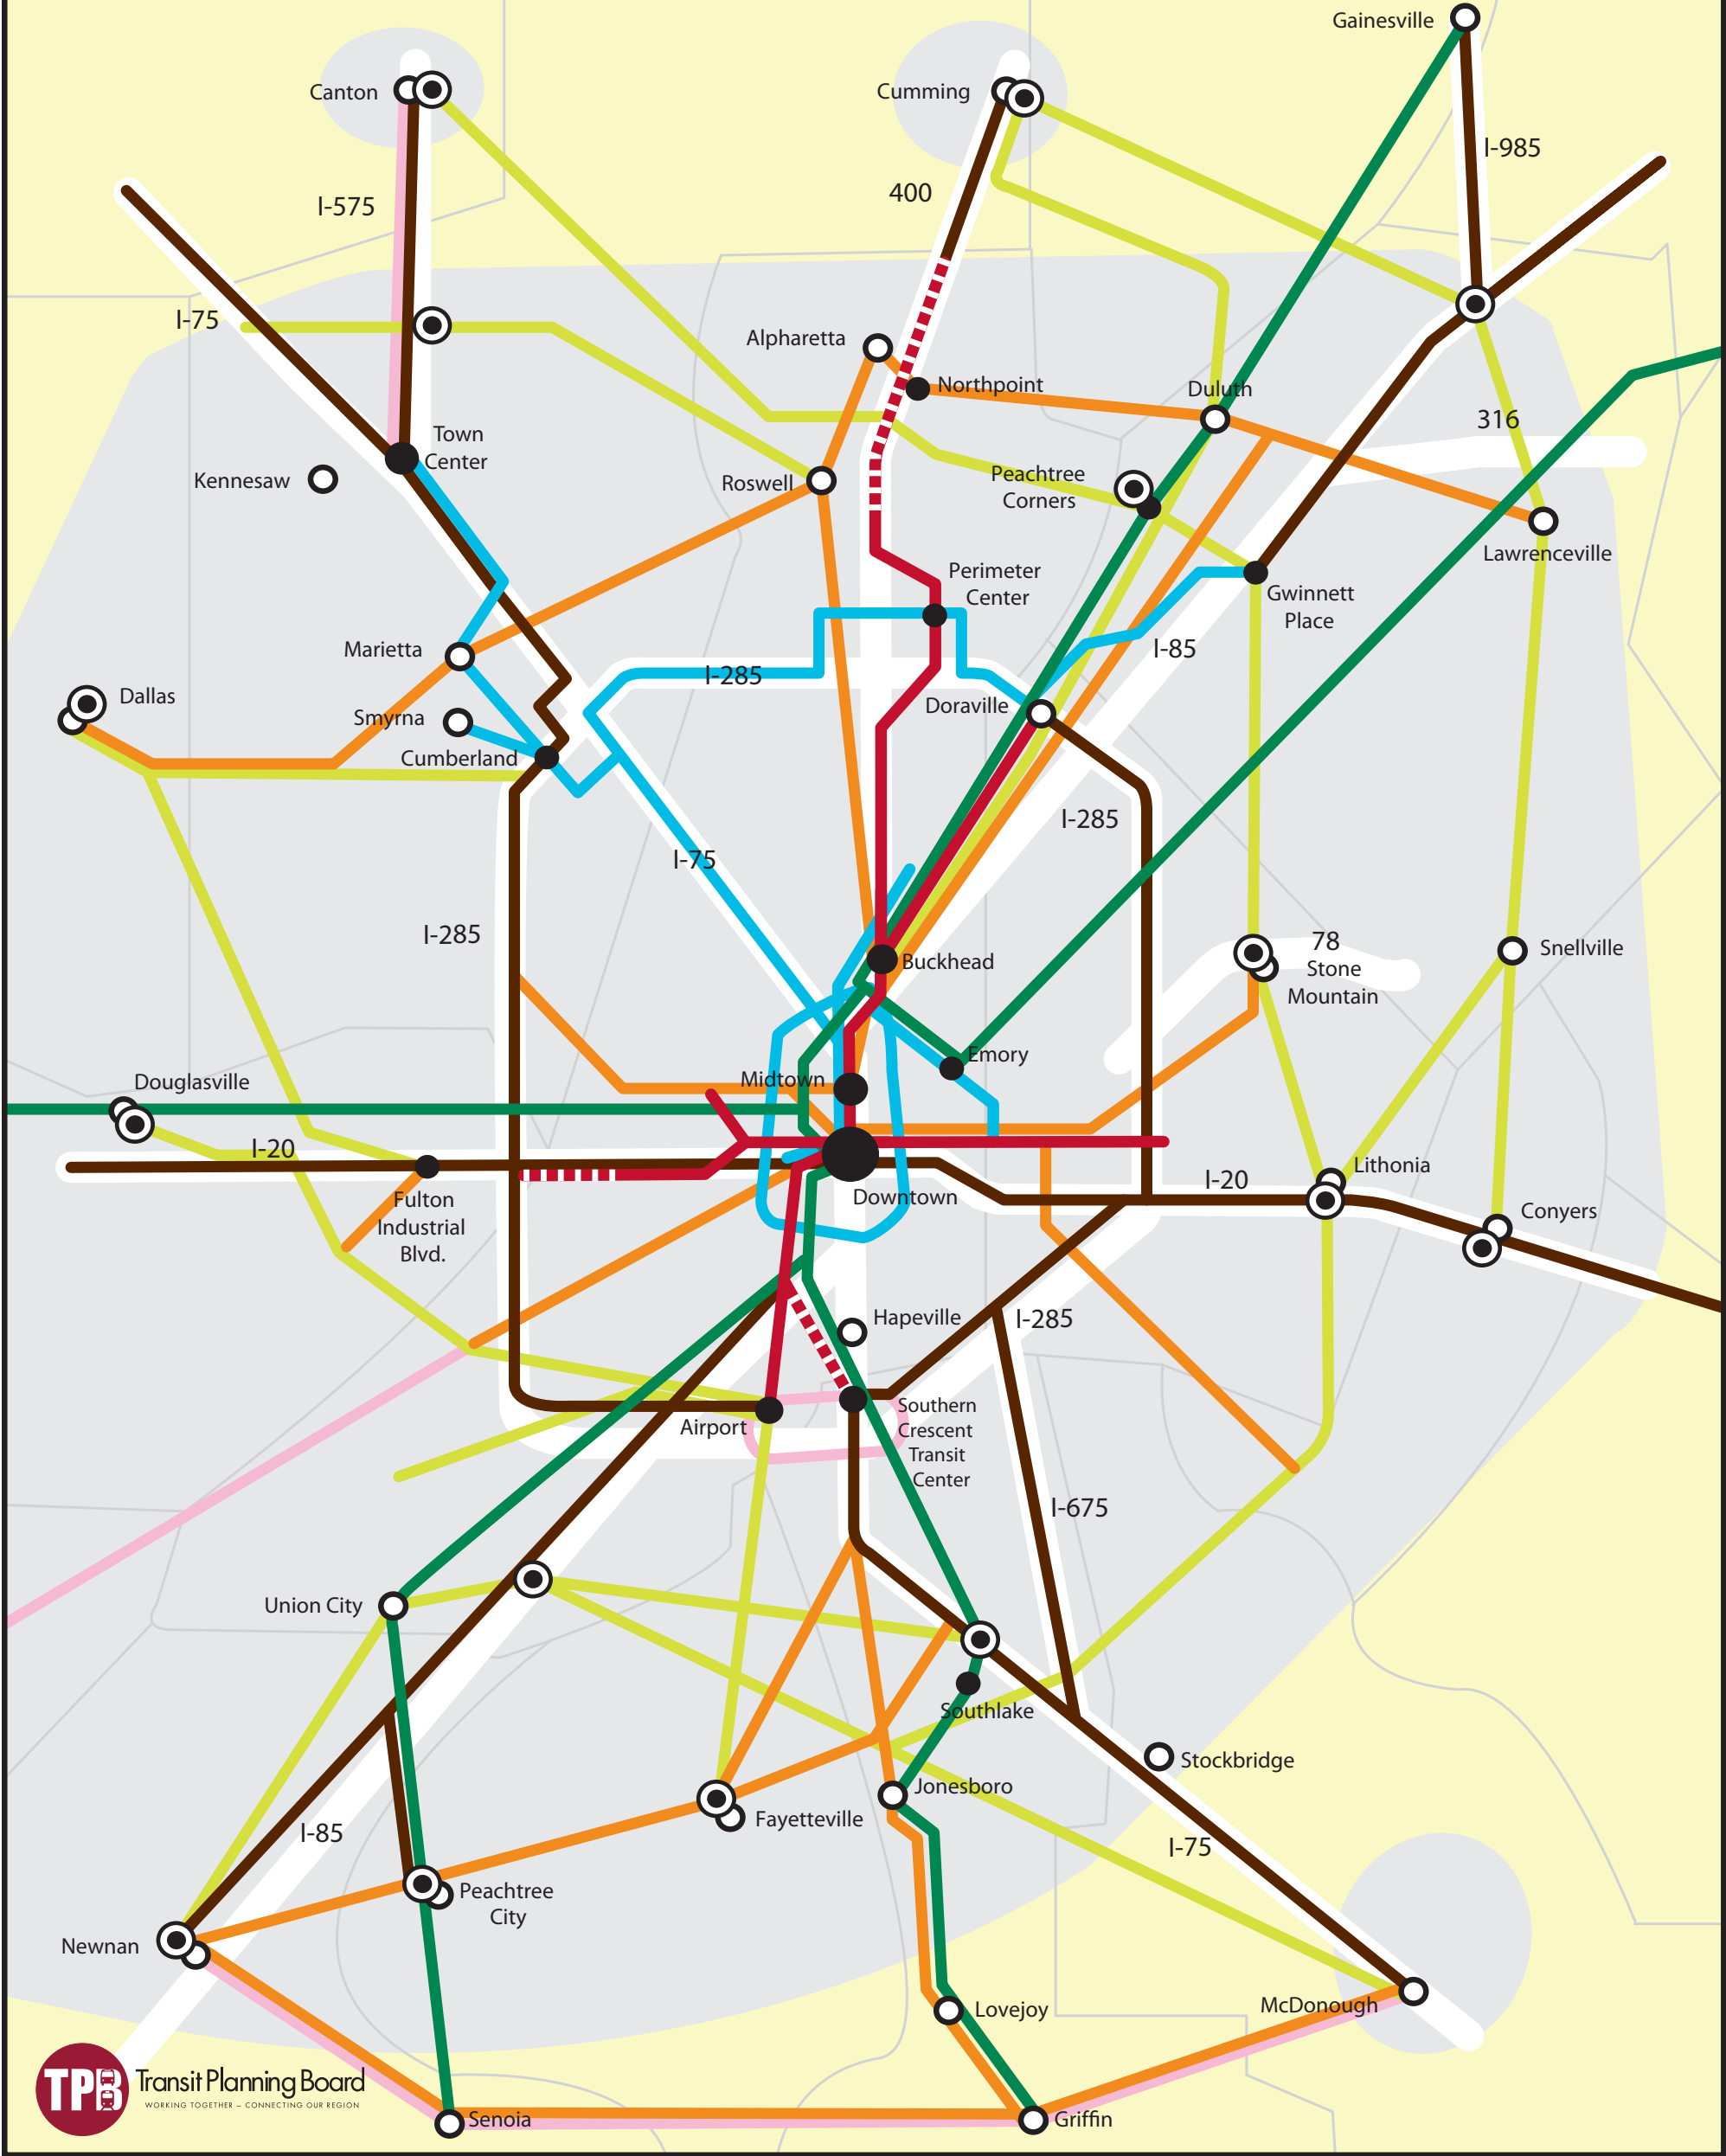 Gainesville
Canton
Cumming
I-985
400
I-575
I-75
Alpharetta
Northpoint
Duluth
316
Town
Center
Kennesaw
Roswell
Peachtree
Corners
Lawrenceville
Perimeter
Center
Gwinnett
Place
Marietta
I-85
I-285
Dallas
Smyrna
Doraville
Cumberland
I-285
I-75
I-285
78
Stone
Mountain
Snellville
Buckhead
Emory
Midtown
Douglasville
I-20
Lithonia
I-20
Downtown
Fulton
Industrial
Blvd.
Conyers
Hapeville
I-285
Airport
Southern
Crescent
Transit
Center
I-675
Union City
Southlake
Stockbridge
Jonesboro
Fayetteville
I-85
I-75
Peachtree
City
Newnan
Lovejoy
McDonough
TPB
Transit Planning Board
WORKING TOGETHER – CONNECTING OUR REGION
Senoia
Griffin